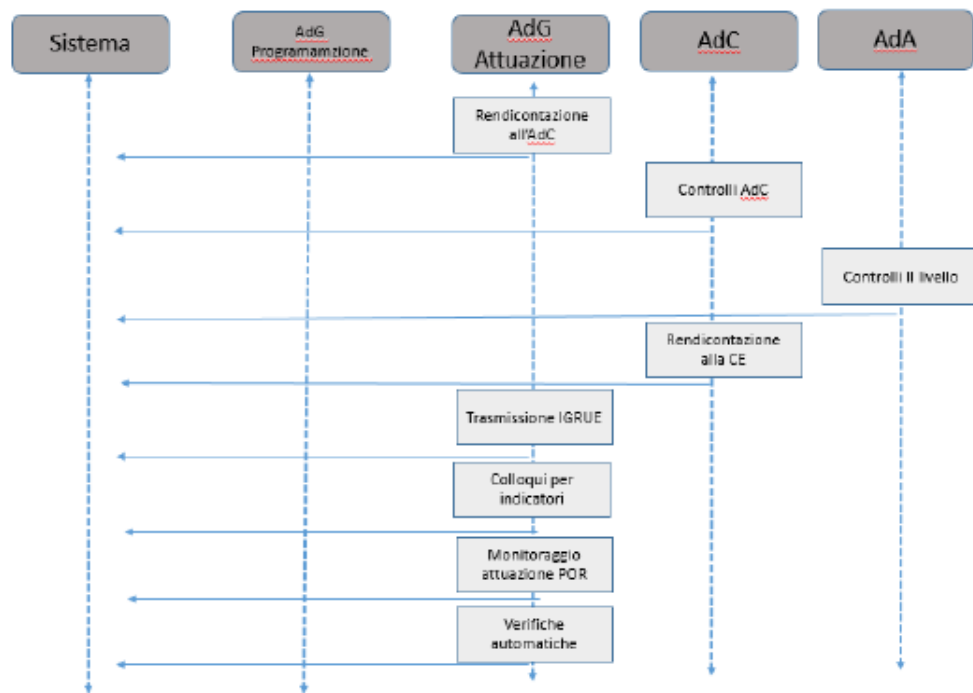 Sistema
AdG
Programamzione
AdG
Attuazione
AdC
AdA
Rendicontazione
all'AdC
Controlli AdC
Controlli II livello
Rendicontazione
alla CE
Trasmissione IGRUE
Colloqui per
indicatori
Monitoraggio
attuazione POR
Verifiche
automatiche